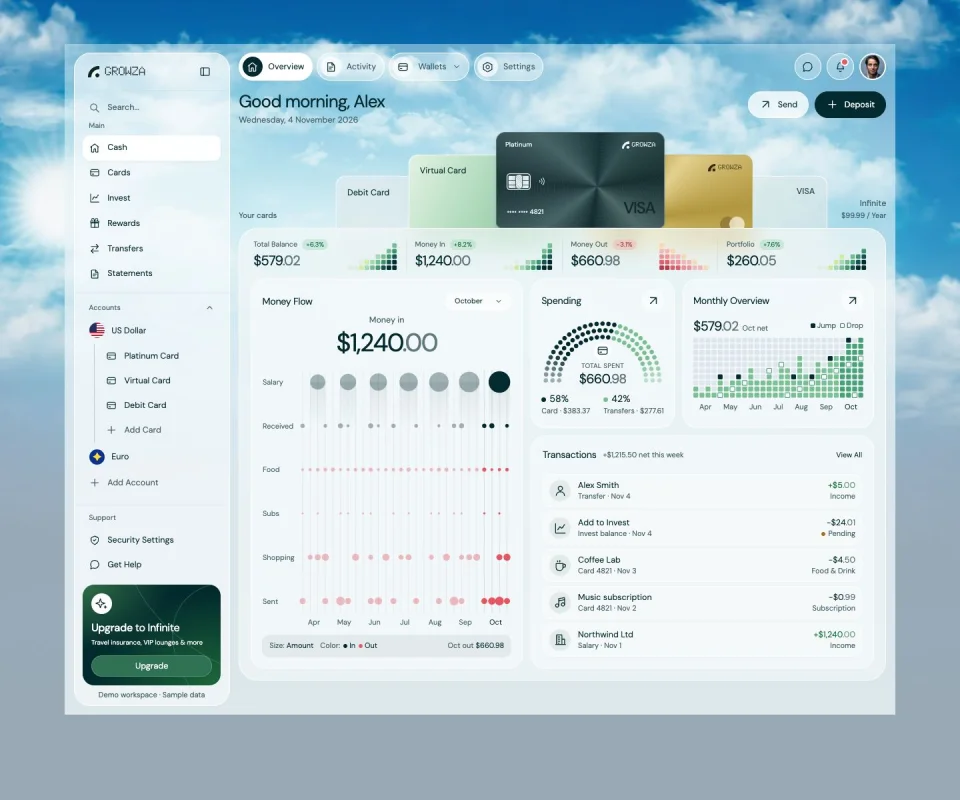 GROWZA
Search...
Main
Cash
Cards
Invest
Rewards
Transfers
Statements
Accounts
US Dollar
Platinum Card
Virtual Card
Debit Card
Add Card
Euro
Add Account
Support
Security Settings
Get Help
Upgrade to Infinite
Travel insurance, VIP lounges & more
Upgrade
Demo workspace · Sample data
Overview
Activity
Wallets
Settings
Good morning, Alex
Wednesday, 4 November 2026
Send
Deposit
Your cards
Debit Card
Virtual Card
Platinum
GROWZA
•••• •••• 4821
VISA
GROWZA
VISA
Infinite
$99.99 / Year
Total Balance +6.3%
$579.02
Money In +8.2%
$1,240.00
Money Out -3.1%
$660.98
Portfolio +7.6%
$260.05
Money Flow
October
Money in
$1,240.00
Salary
Received
Food
Subs
Shopping
Sent
Apr May Jun Jul Aug Sep Oct
Size: Amount Color: In Out
Oct out $660.98
Spending
TOTAL SPENT
$660.98
58%
Card · $383.37
42%
Transfers · $277.61
Monthly Overview
$579.02 Oct net
Jump Drop
Apr May Jun Jul Aug Sep Oct
Transactions +$1,215.50 net this week
View All
Alex Smith
Transfer · Nov 4
+$5.00
Income
Add to Invest
Invest balance · Nov 4
-$24.01
Pending
Coffee Lab
Card 4821 · Nov 3
-$4.50
Food & Drink
Music subscription
Card 4821 · Nov 2
-$0.99
Subscription
Northwind Ltd
Salary · Nov 1
+$1,240.00
Income